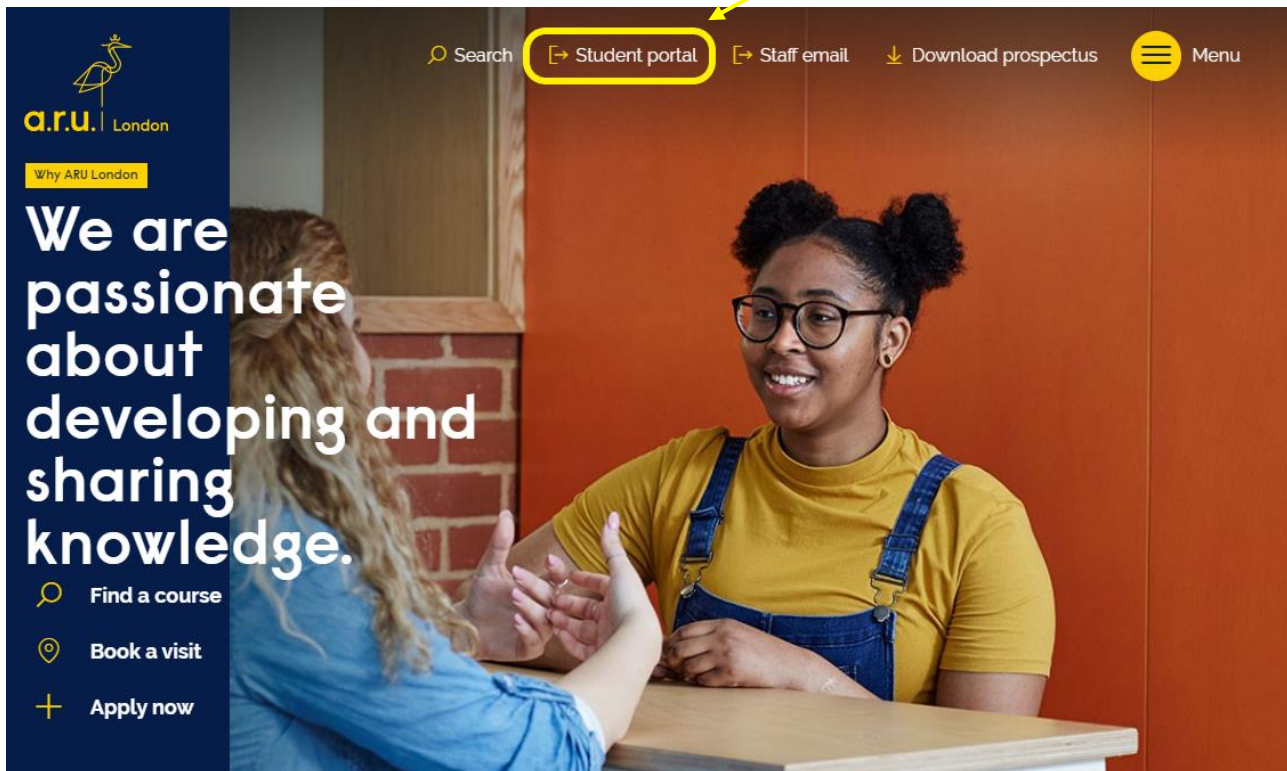 Search Student portal Staff email Download prospectus Menu
a.r.u. London
Why ARU London
We are
passionate
about
developing and
sharing
knowledge.
Find a course
Book a visit
Apply now